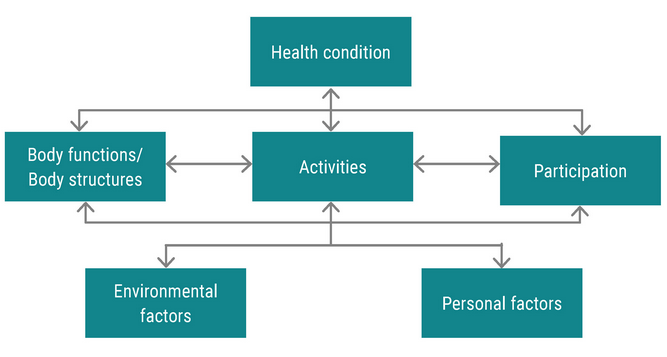 Health condition
Body functions/
Body structures
Activities
Participation
Environmental
factors
Personal factors